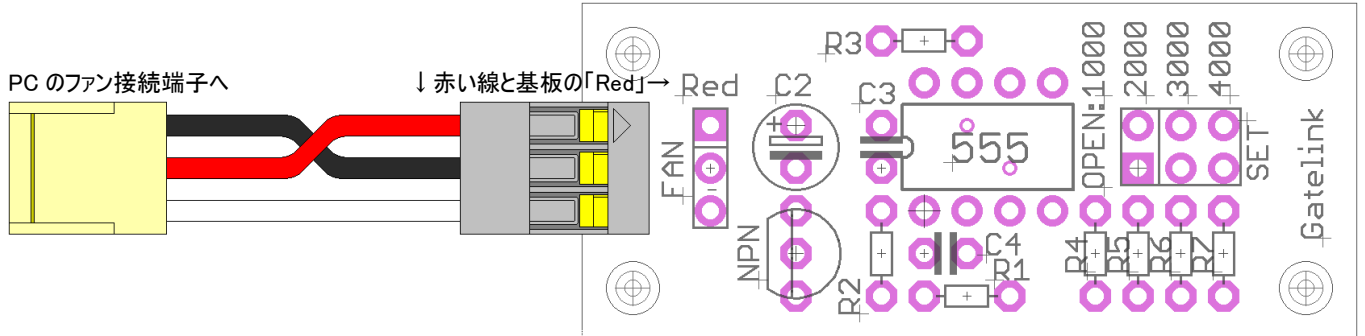 PC のファン接続端子へ
↓赤い線と基板の「Red」→
Red
FAN
+
-
C2
+
C3
R3
555
NPN
R2
C4
R1
OPEN:1000
2000
3000
4000
SET
R4
R5
R6
R7
Gatelink